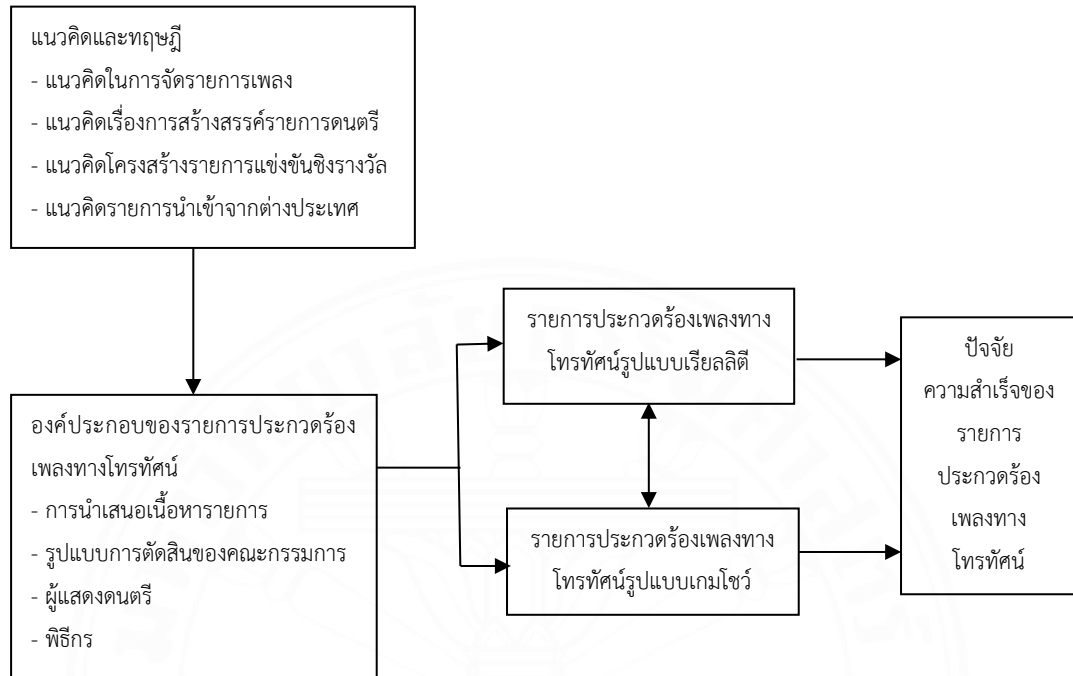 แนวคิดและทฤษฎี
- แนวคิดในการจัดรายการเพลง
- แนวคิดเรื่องการสร้างสรรค์รายการดนตรี
- แนวคิดโครงสร้างรายการแข่งขันชิงรางวัล
- แนวคิดรายการนำเข้าจากต่างประเทศ
องค์ประกอบของรายการประกวดร้อง
เพลงทางโทรทัศน์
- การนำเสนอเนื้อหารายการ
- รูปแบบการตัดสินของคณะกรรมการ
- ผู้แสดงดนตรี
- พิธีกร
รายการประกวดร้องเพลงทาง
โทรทัศน์รูปแบบเรียลลิตี
รายการประกวดร้องเพลงทาง
โทรทัศน์รูปแบบเกมโชว์
ปัจจัย
ความสำเร็จของ
รายการ
ประกวดร้อง
เพลงทาง
โทรทัศน์